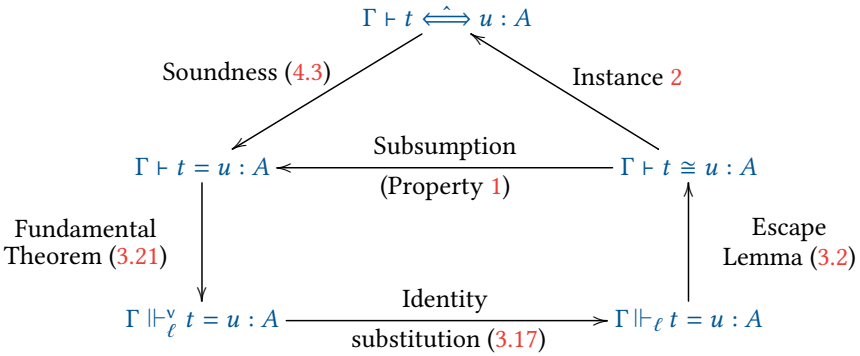 Γ ⊢ t ⟺̂ u : A
Soundness (4.3)
Instance 2
Γ ⊢ t = u : A
Subsumption
(Property 1)
Γ ⊢ t ≅ u : A
Fundamental
Theorem (3.21)
Escape
Lemma (3.2)
Γ ⊩ᵛ_ℓ t = u : A
Identity
substitution (3.17)
Γ ⊩_ℓ t = u : A